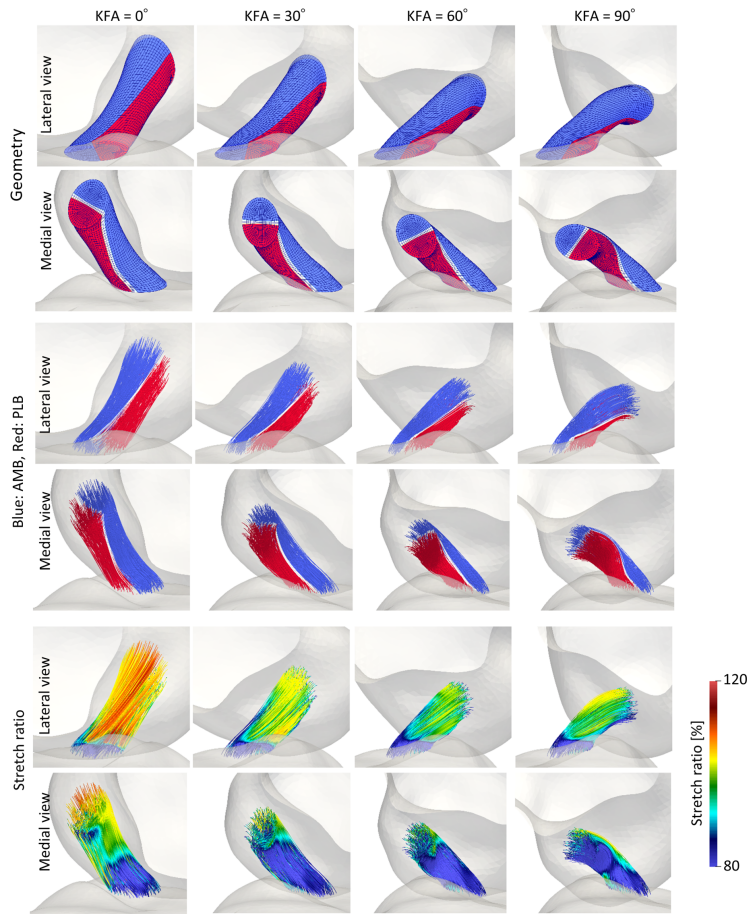 KFA = 0° KFA = 30° KFA = 60° KFA = 90°
Geometry
Lateral view
Medial view
Blue: AMB, Red: PLB
Lateral view
Medial view
Stretch ratio
Lateral view
Medial view
120
Stretch ratio [%]
80